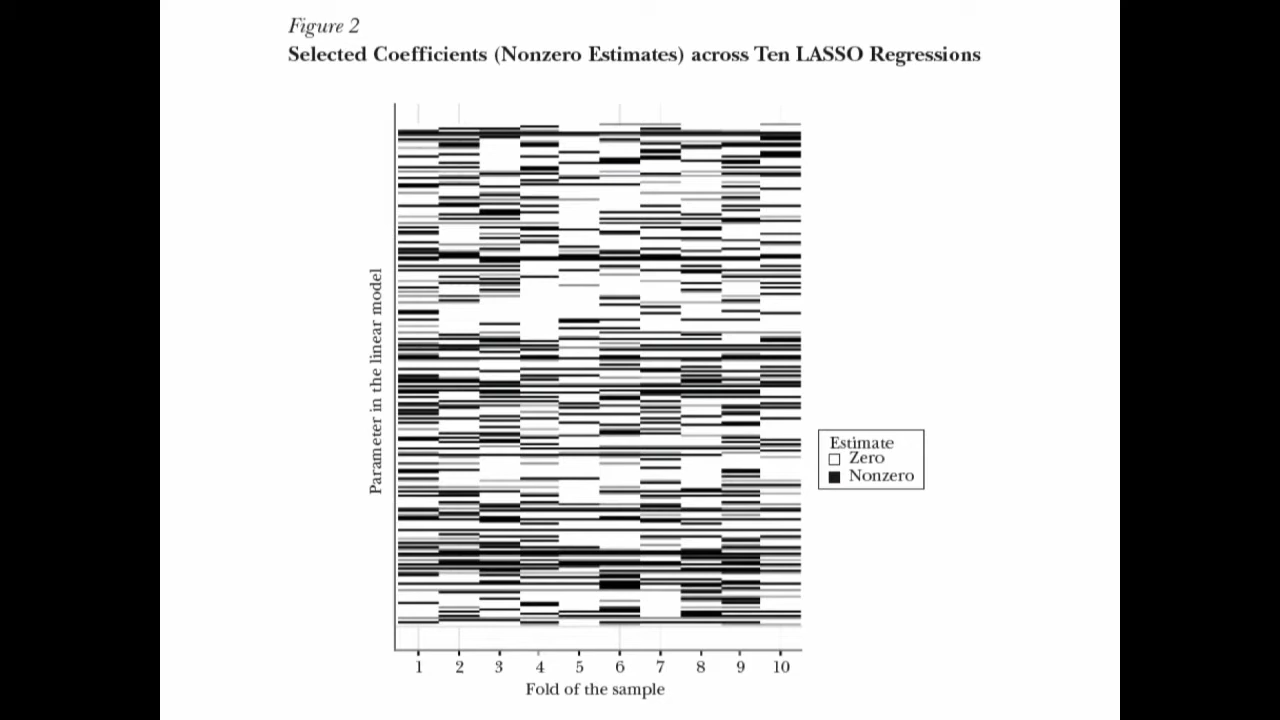 Figure 2
Selected Coefficients (Nonzero Estimates) across Ten LASSO Regressions
Parameter in the linear model
Estimate
Zero
Nonzero
1 2 3 4 5 6 7 8 9 10
Fold of the sample